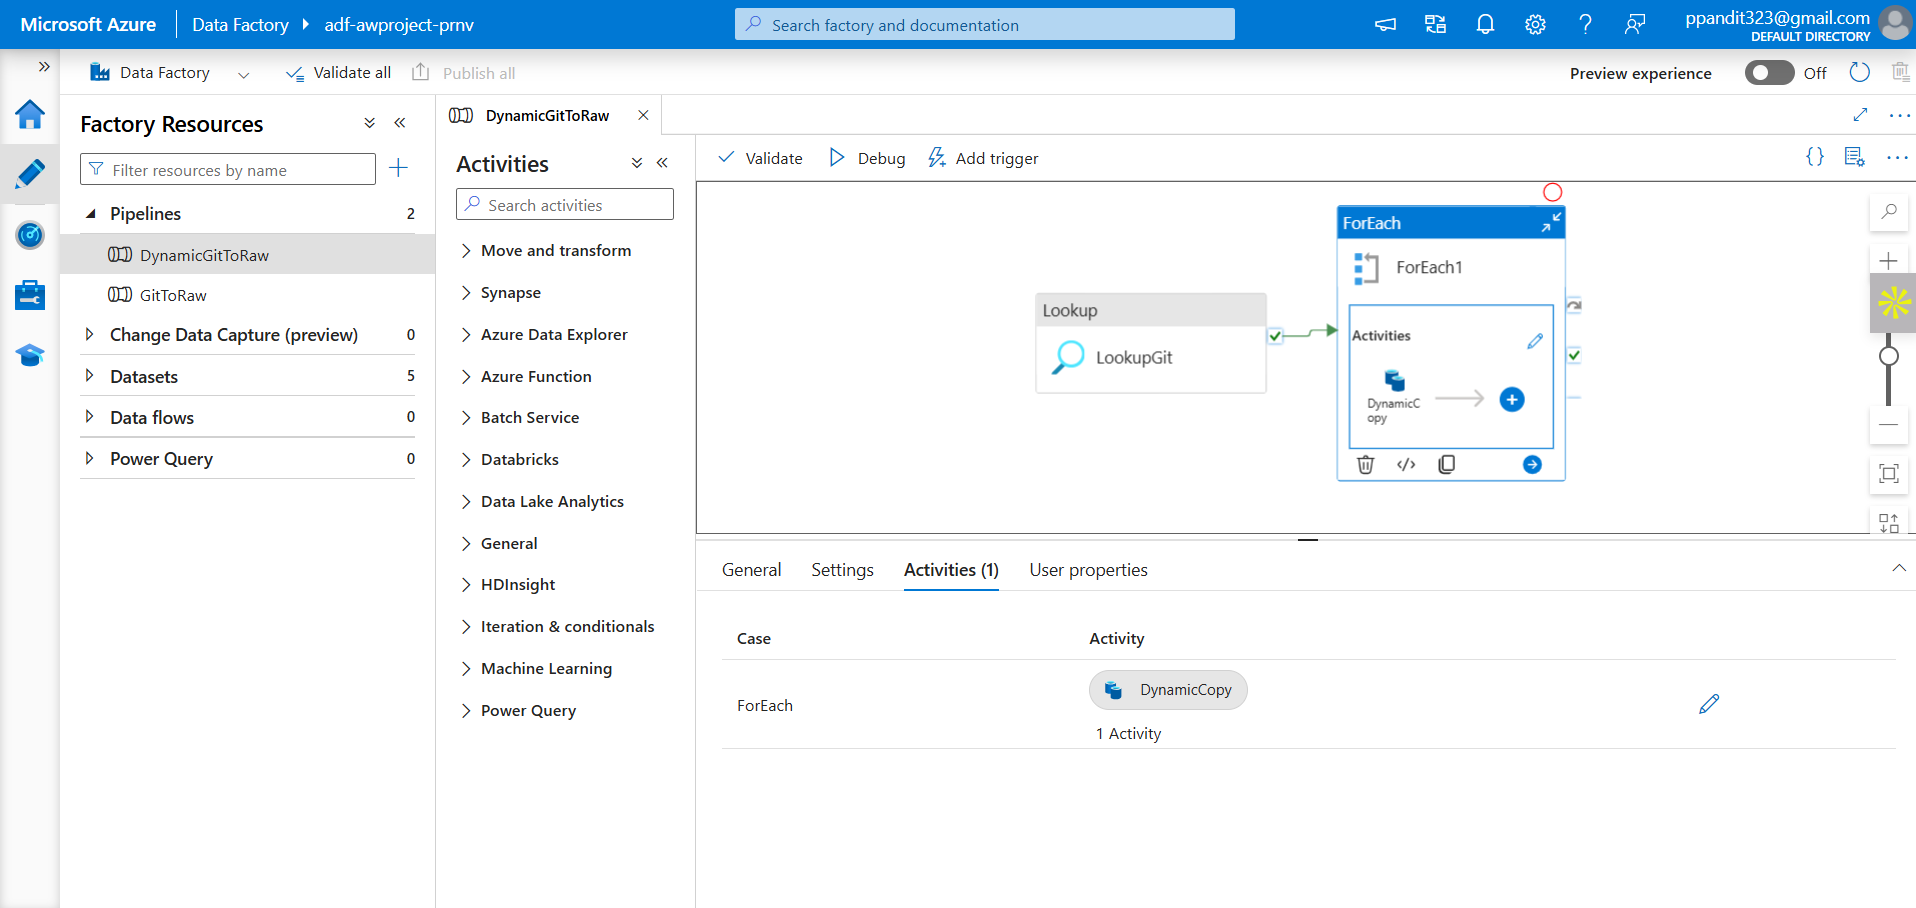 Microsoft Azure
Data Factory
adf-awproject-prnv
Search factory and documentation
ppandit323@gmail.com
DEFAULT DIRECTORY
Data Factory
Validate all
Publish all
Preview experience
Off
Factory Resources
Filter resources by name
Pipelines 2
DynamicGitToRaw
GitToRaw
Change Data Capture (preview) 0
Datasets 5
Data flows 0
Power Query 0
DynamicGitToRaw
Activities
Search activities
Move and transform
Synapse
Azure Data Explorer
Azure Function
Batch Service
Databricks
Data Lake Analytics
General
HDInsight
Iteration & conditionals
Machine Learning
Power Query
Validate
Debug
Add trigger
Lookup
LookupGit
ForEach
ForEach1
Activities
DynamicC
opy
General
Settings
Activities (1)
User properties
Case
Activity
ForEach
DynamicCopy
1 Activity